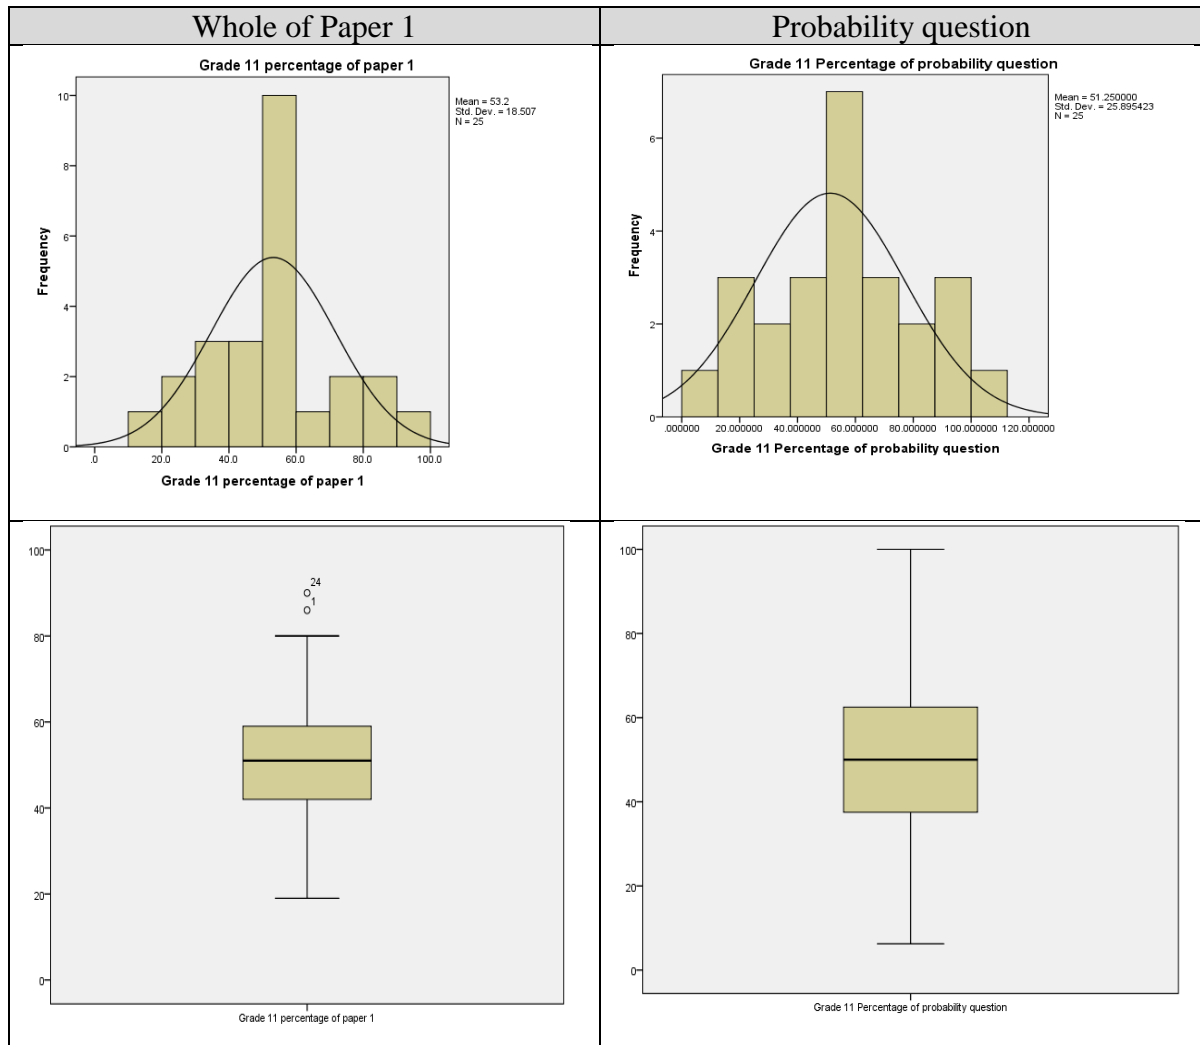 Whole of Paper 1
Probability question
Grade 11 percentage of paper 1
Mean = 53.2
Std. Dev. = 18.507
N = 25
Frequency
10
8
6
4
2
0
.0 20.0 40.0 60.0 80.0 100.0
Grade 11 percentage of paper 1
Grade 11 Percentage of probability question
Mean = 51.250000
Std. Dev. = 25.895423
N = 25
Frequency
6
4
2
0
.000000 20.000000 40.000000 60.000000 80.000000 100.000000 120.000000
Grade 11 Percentage of probability question
100
80
60
40
20
0
24
1
Grade 11 percentage of paper 1
100
80
60
40
20
0
Grade 11 Percentage of probability question